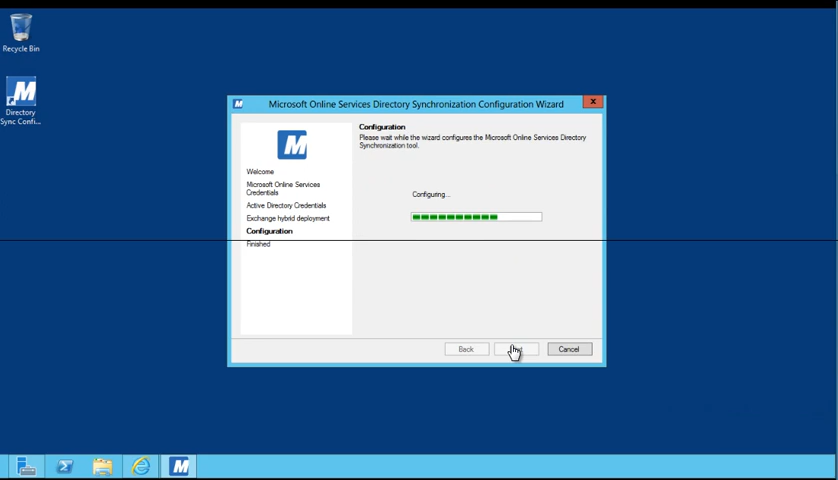 Recycle Bin
Directory
Sync Confi...
Microsoft Online Services Directory Synchronization Configuration Wizard
x
Welcome
Microsoft Online Services
Credentials
Active Directory Credentials
Exchange hybrid deployment
Configuration
Finished
Configuration
Please wait while the wizard configures the Microsoft Online Services Directory
Synchronization tool.
Configuring...
Back
Cancel